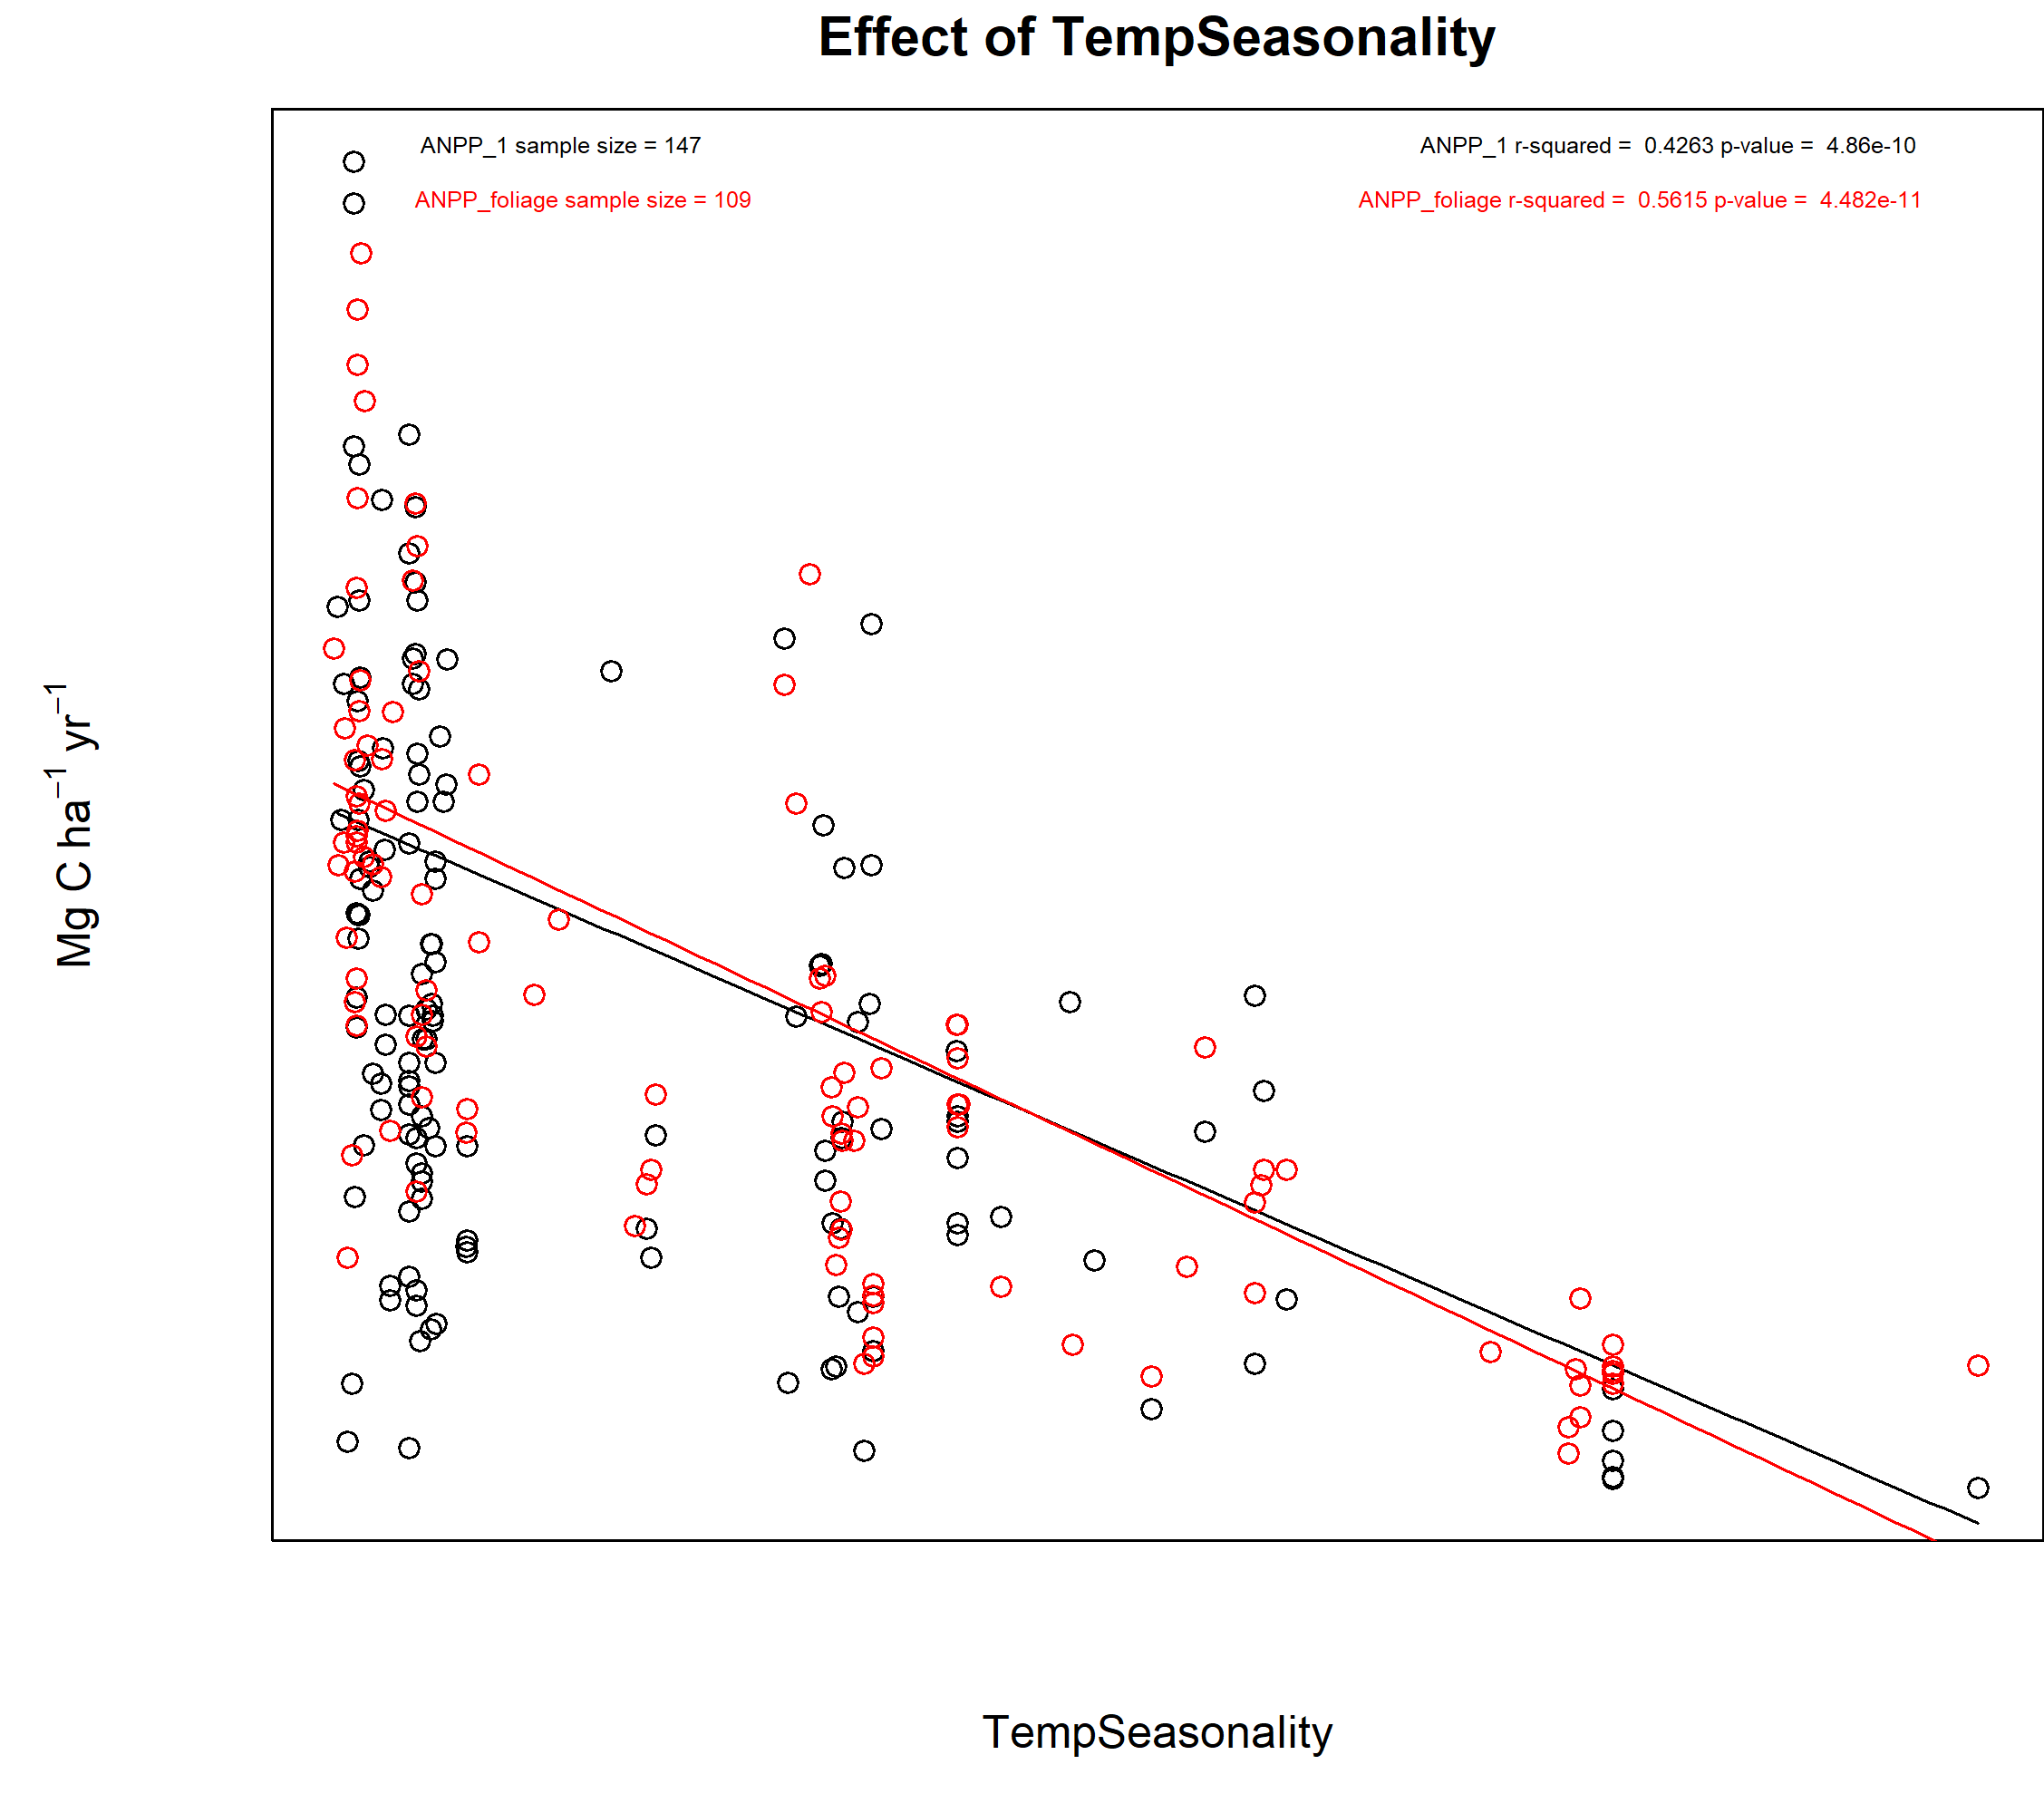 Effect of TempSeasonality
ANPP_1 sample size = 147
ANPP_1 r-squared = 0.4263 p-value = 4.86e-10
ANPP_foliage sample size = 109
ANPP_foliage r-squared = 0.5615 p-value = 4.482e-11
Mg C ha⁻¹ yr⁻¹
TempSeasonality